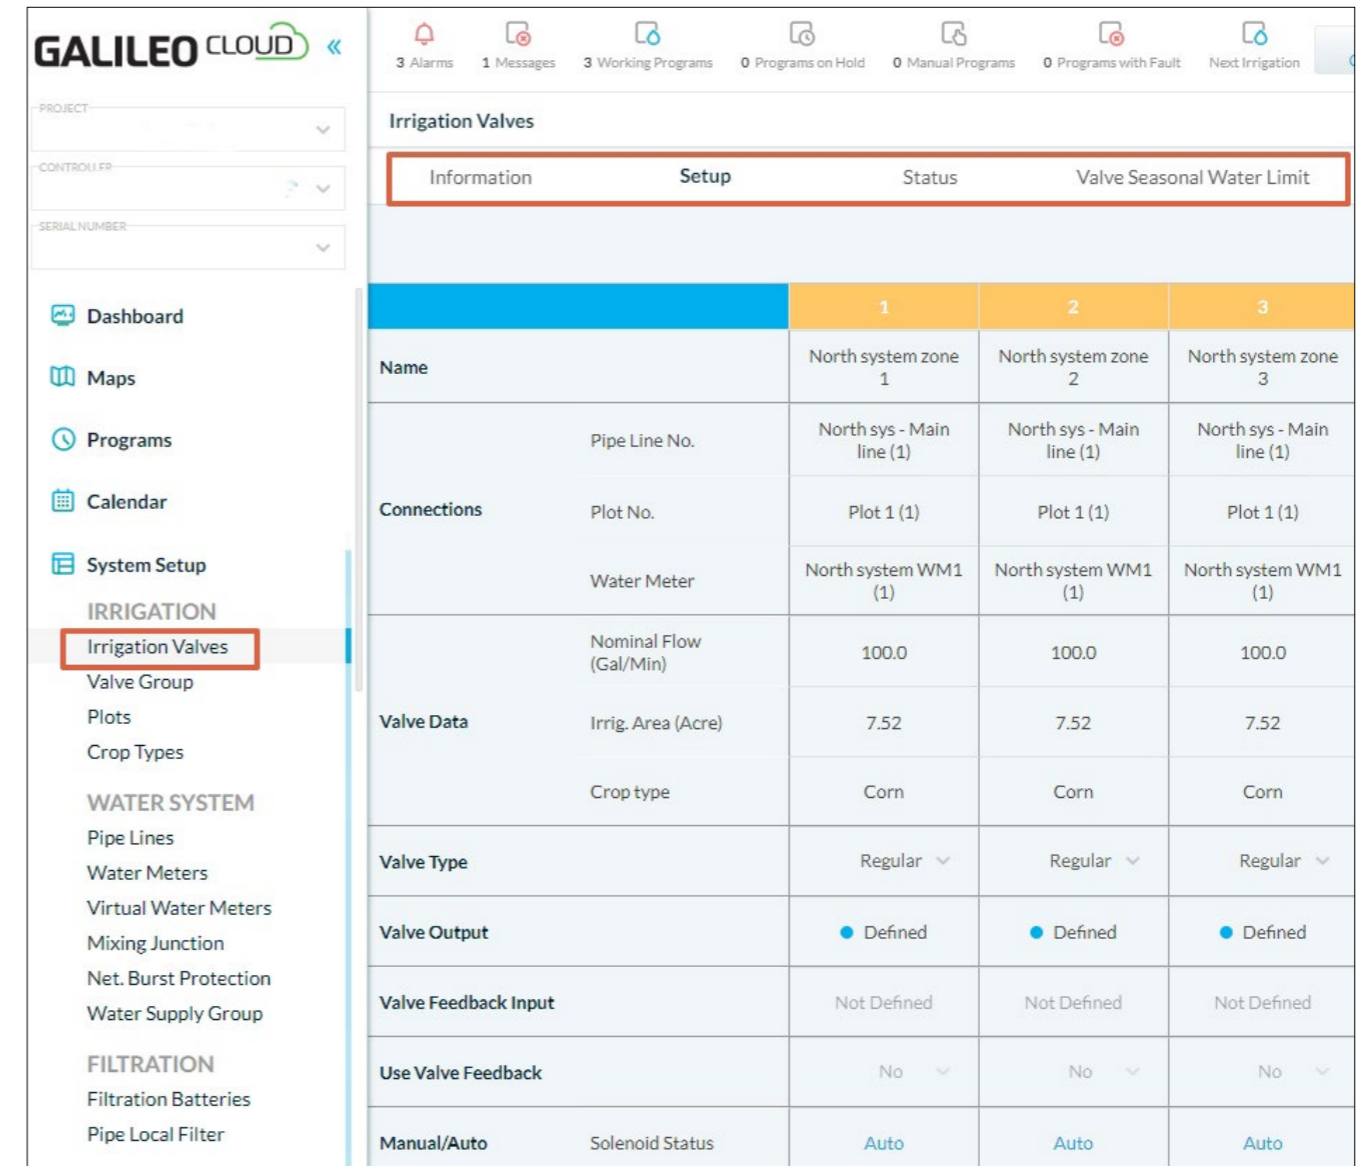 GALILEO CLOUD «
3 Alarms
1 Messages
3 Working Programs
0 Programs on Hold
0 Manual Programs
0 Programs with Fault
Next Irrigation
PROJECT
CONTROLLER
SERIAL NUMBER
Dashboard
Maps
Programs
Calendar
System Setup
IRRIGATION
Irrigation Valves
Valve Group
Plots
Crop Types
WATER SYSTEM
Pipe Lines
Water Meters
Virtual Water Meters
Mixing Junction
Net. Burst Protection
Water Supply Group
FILTRATION
Filtration Batteries
Pipe Local Filter
Irrigation Valves
Information Setup Status Valve Seasonal Water Limit
1 2 3
Name
North system zone
1
North system zone
2
North system zone
3
Connections
Pipe Line No.
North sys - Main
line (1)
North sys - Main
line (1)
North sys - Main
line (1)
Plot No. Plot 1 (1) Plot 1 (1) Plot 1 (1)
Water Meter
North system WM1
(1)
North system WM1
(1)
North system WM1
(1)
Valve Data
Nominal Flow
(Gal/Min)
100.0 100.0 100.0
Irrig. Area (Acre) 7.52 7.52 7.52
Crop type Corn Corn Corn
Valve Type Regular Regular Regular
Valve Output Defined Defined Defined
Valve Feedback Input Not Defined Not Defined Not Defined
Use Valve Feedback No No No
Manual/Auto Solenoid Status Auto Auto Auto